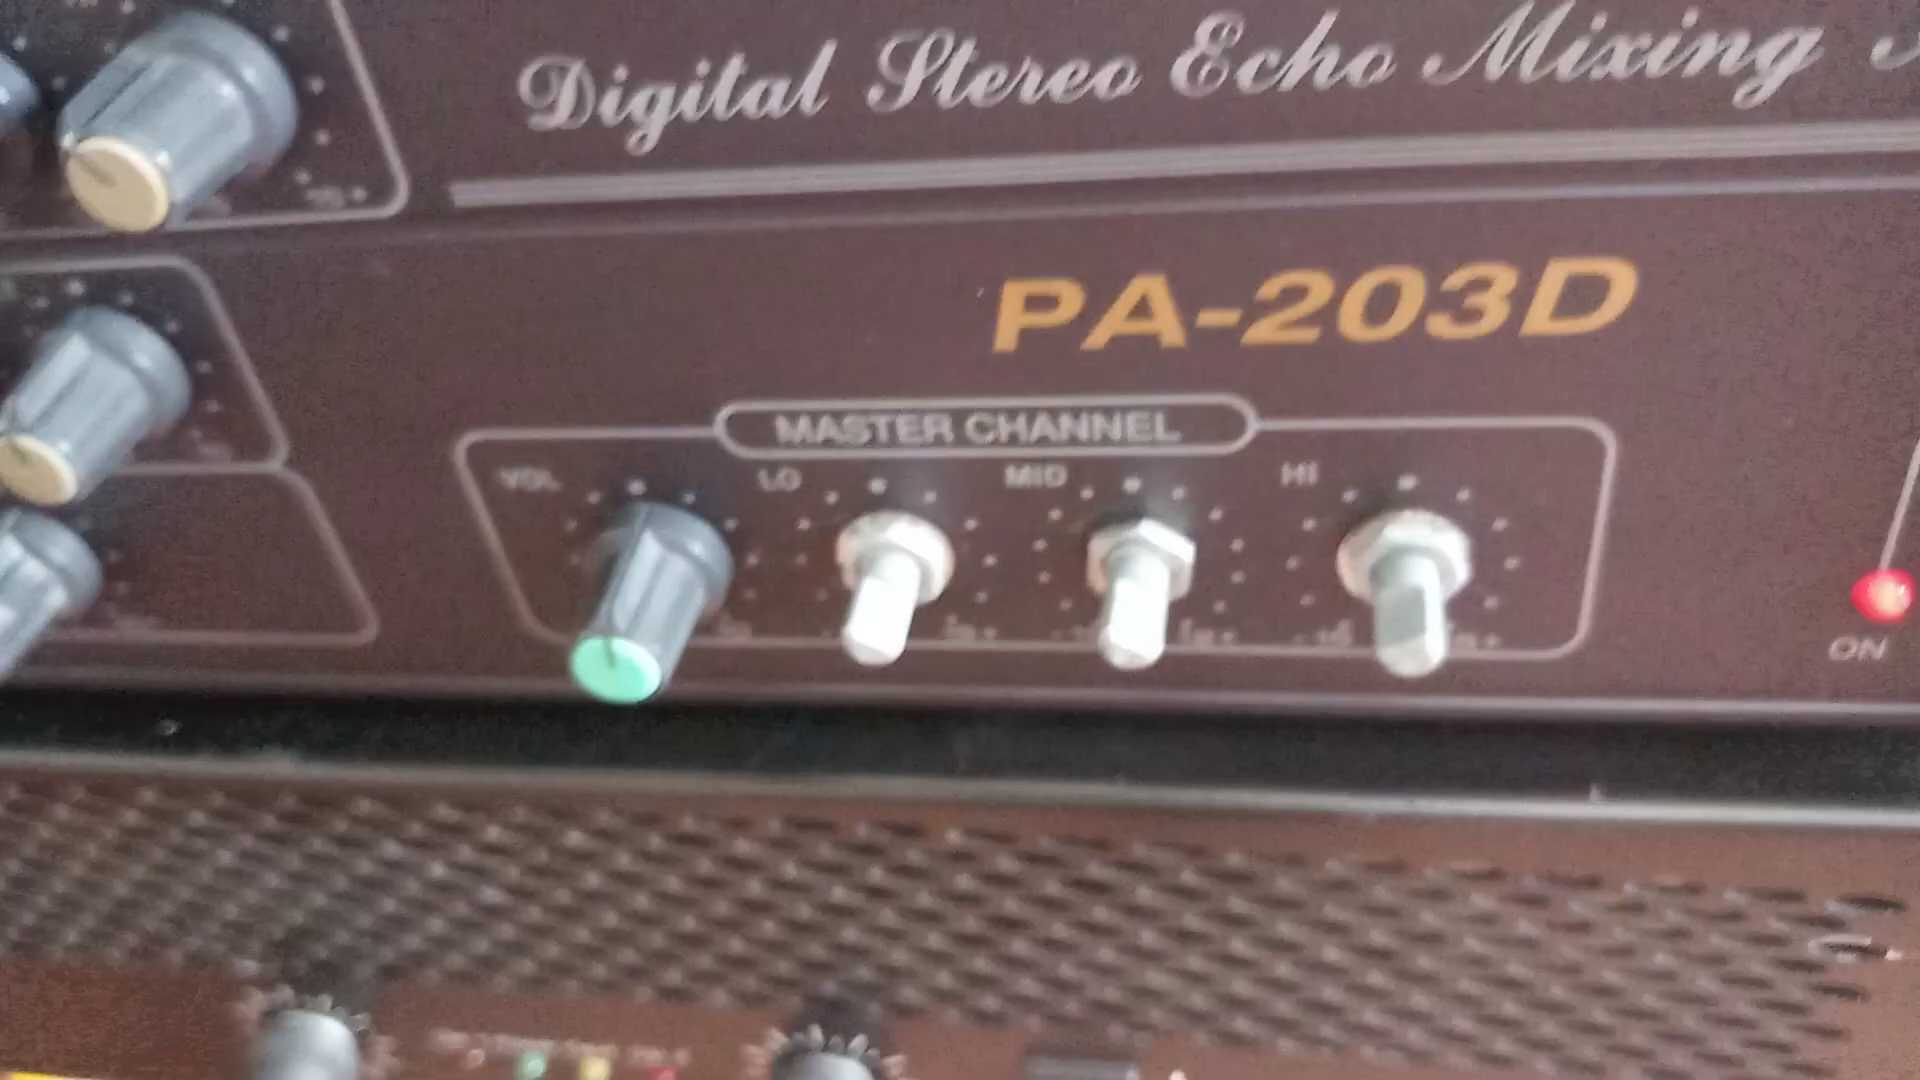 Digital Stereo Echo Mixing
PA-203D
MASTER CHANNEL
VOL LO MID HI
ON